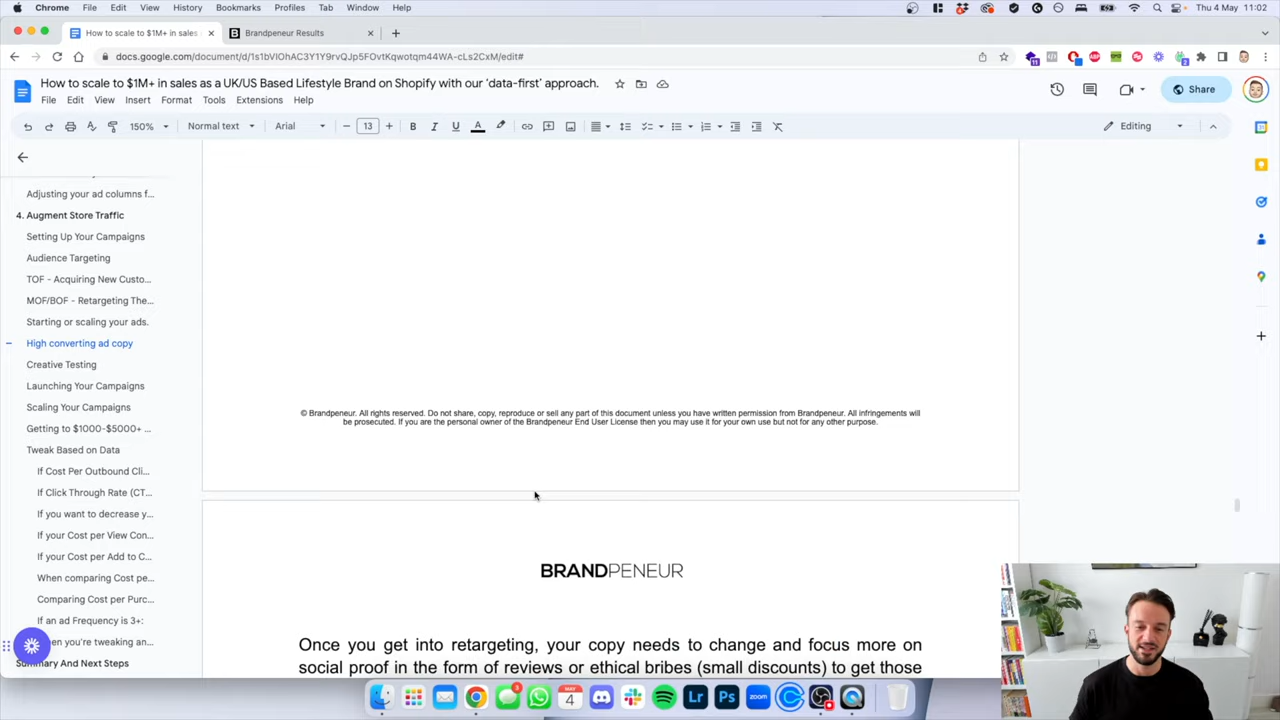 Chrome File Edit View History Bookmarks Profiles Tab Window Help
Thu 4 May 11:02
How to scale to $1M+ in sales
Brandpeneur Results
docs.google.com/document/d/1s1bVIOhAC3Y1Y9rvQJp5FOvtKqwotqm44WA-cLs2CxM/edit#
How to scale to $1M+ in sales as a UK/US Based Lifestyle Brand on Shopify with our 'data-first' approach.
Share
File Edit View Insert Format Tools Extensions Help
150% Normal text Arial 13 B I U A Editing
Adjusting your ad columns f...
4. Augment Store Traffic
Setting Up Your Campaigns
Audience Targeting
TOF - Acquiring New Custo...
MOF/BOF - Retargeting The...
Starting or scaling your ads.
High converting ad copy
Creative Testing
Launching Your Campaigns
Scaling Your Campaigns
Getting to $1000-$5000+ ...
Tweak Based on Data
If Cost Per Outbound Cli...
If Click Through Rate (CT...
If you want to decrease y...
If your Cost per View Con...
If your Cost per Add to C...
When comparing Cost pe...
Comparing Cost per Purc...
If an ad Frequency is 3+:
you're tweaking an...
Summary And Next Steps
© Brandpeneur. All rights reserved. Do not share, copy, reproduce or sell any part of this document unless you have written permission from Brandpeneur. All infringements will
be prosecuted. If you are the personal owner of the Brandpeneur End User License then you may use it for your own use but not for any other purpose.
BRANDPENEUR
Once you get into retargeting, your copy needs to change and focus more on
social proof in the form of reviews or ethical bribes (small discounts) to get those
MAY
4
Lr
Ps
zoom